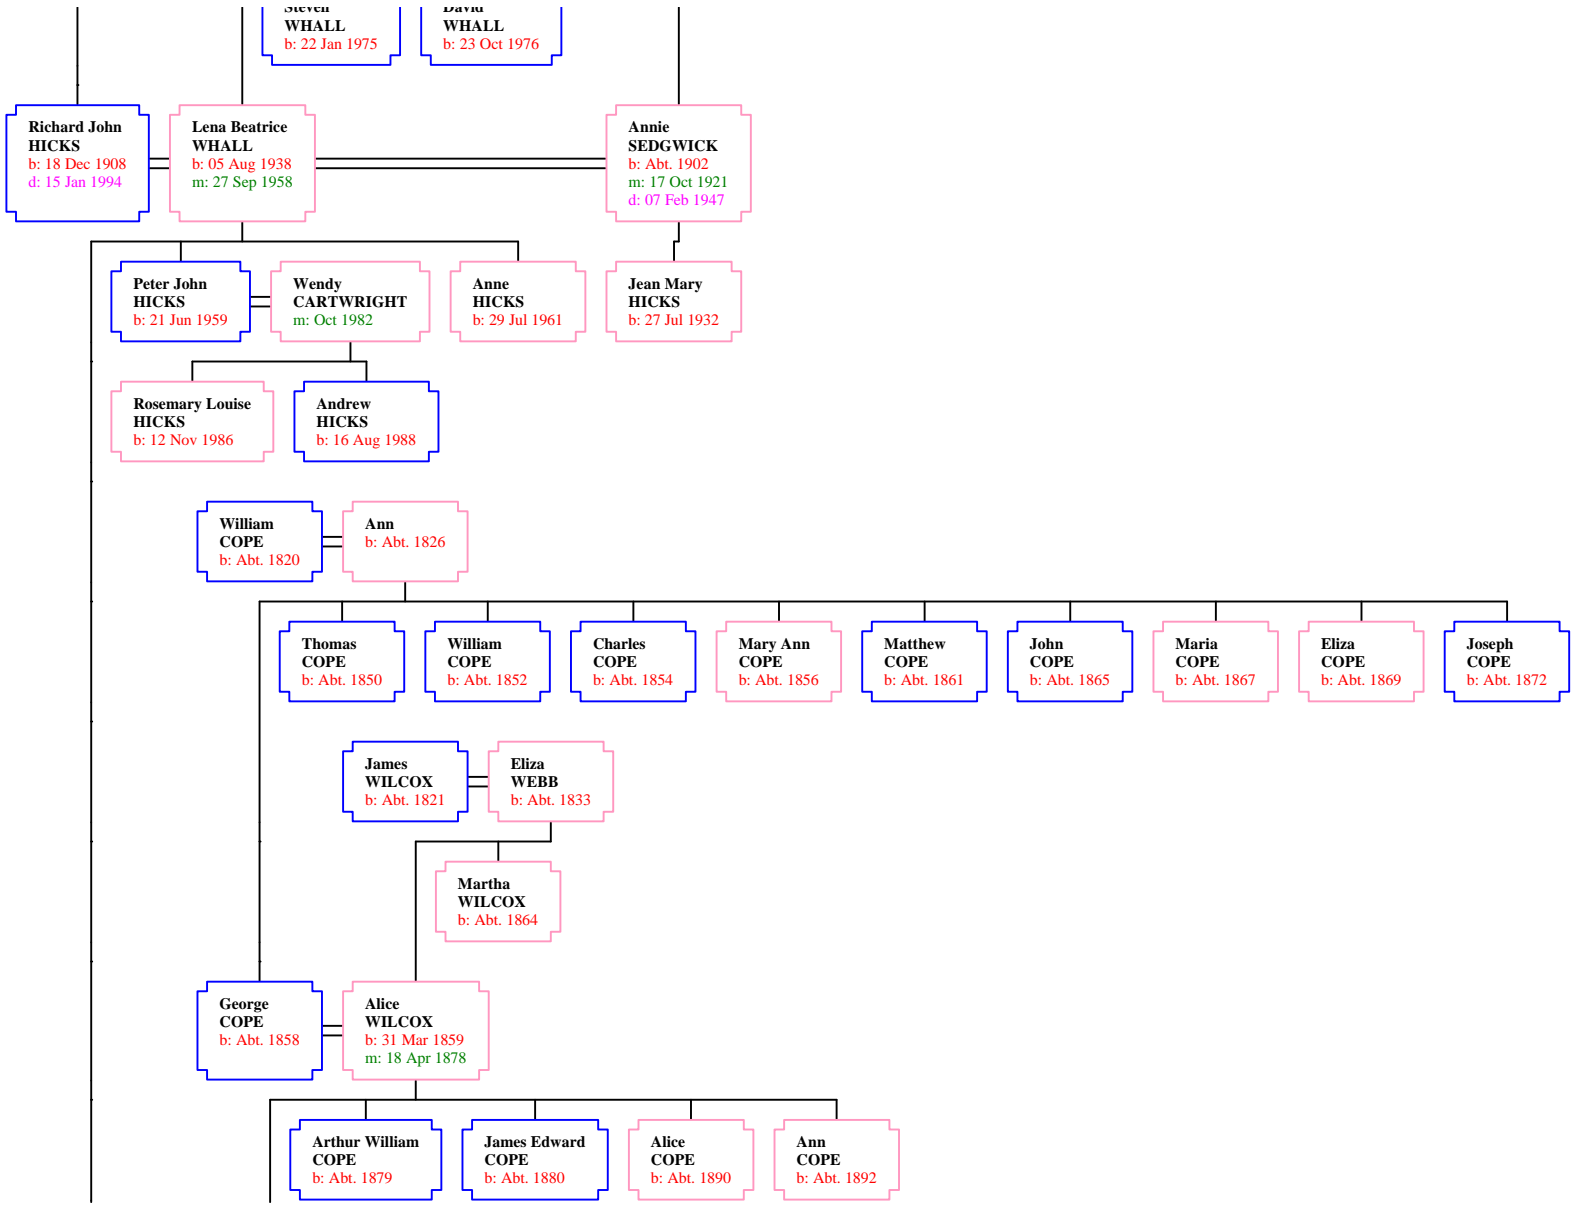 Steven
WHALL
b: 22 Jan 1975
David
WHALL
b: 23 Oct 1976
Richard John
HICKS
b: 18 Dec 1908
d: 15 Jan 1994
Lena Beatrice
WHALL
b: 05 Aug 1938
m: 27 Sep 1958
Annie
SEDGWICK
b: Abt. 1902
m: 17 Oct 1921
d: 07 Feb 1947
Peter John
HICKS
b: 21 Jun 1959
Wendy
CARTWRIGHT
m: Oct 1982
Anne
HICKS
b: 29 Jul 1961
Jean Mary
HICKS
b: 27 Jul 1932
Rosemary Louise
HICKS
b: 12 Nov 1986
Andrew
HICKS
b: 16 Aug 1988
William
COPE
b: Abt. 1820
Ann
b: Abt. 1826
Thomas
COPE
b: Abt. 1850
William
COPE
b: Abt. 1852
Charles
COPE
b: Abt. 1854
Mary Ann
COPE
b: Abt. 1856
Matthew
COPE
b: Abt. 1861
John
COPE
b: Abt. 1865
Maria
COPE
b: Abt. 1867
Eliza
COPE
b: Abt. 1869
Joseph
COPE
b: Abt. 1872
James
WILCOX
b: Abt. 1821
Eliza
WEBB
b: Abt. 1833
Martha
WILCOX
b: Abt. 1864
George
COPE
b: Abt. 1858
Alice
WILCOX
b: 31 Mar 1859
m: 18 Apr 1878
Arthur William
COPE
b: Abt. 1879
James Edward
COPE
b: Abt. 1880
Alice
COPE
b: Abt. 1890
Ann
COPE
b: Abt. 1892